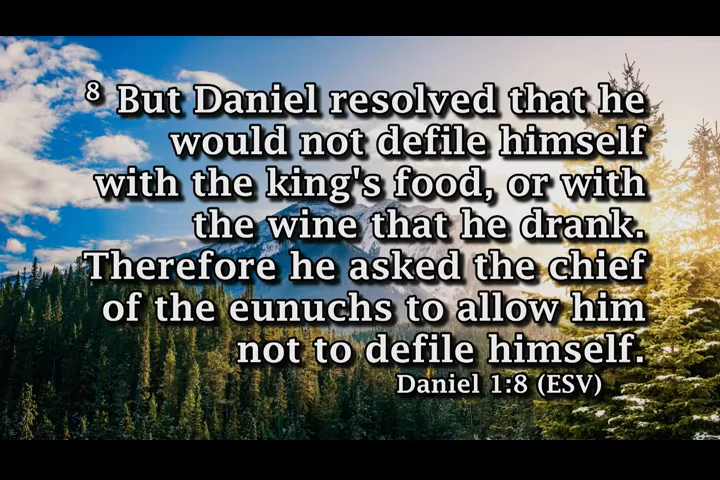 8 But Daniel resolved that he
would not defile himself
with the king's food, or with
the wine that he drank.
Therefore he asked the chief
of the eunuchs to allow him
not to defile himself.
Daniel 1:8 (ESV)